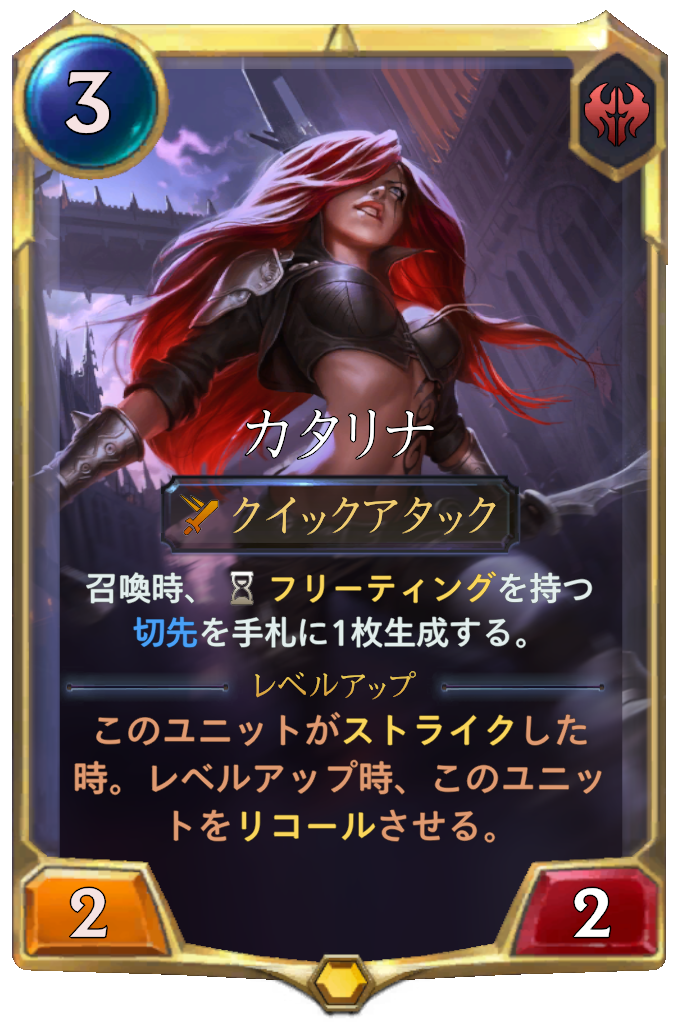 3
カタリナ
クイックアタック
召喚時、フリーティングを持つ
切先を手札に1枚生成する。
レベルアップ
このユニットがストライクした
時。レベルアップ時、このユニッ
トをリコールさせる。
2
2